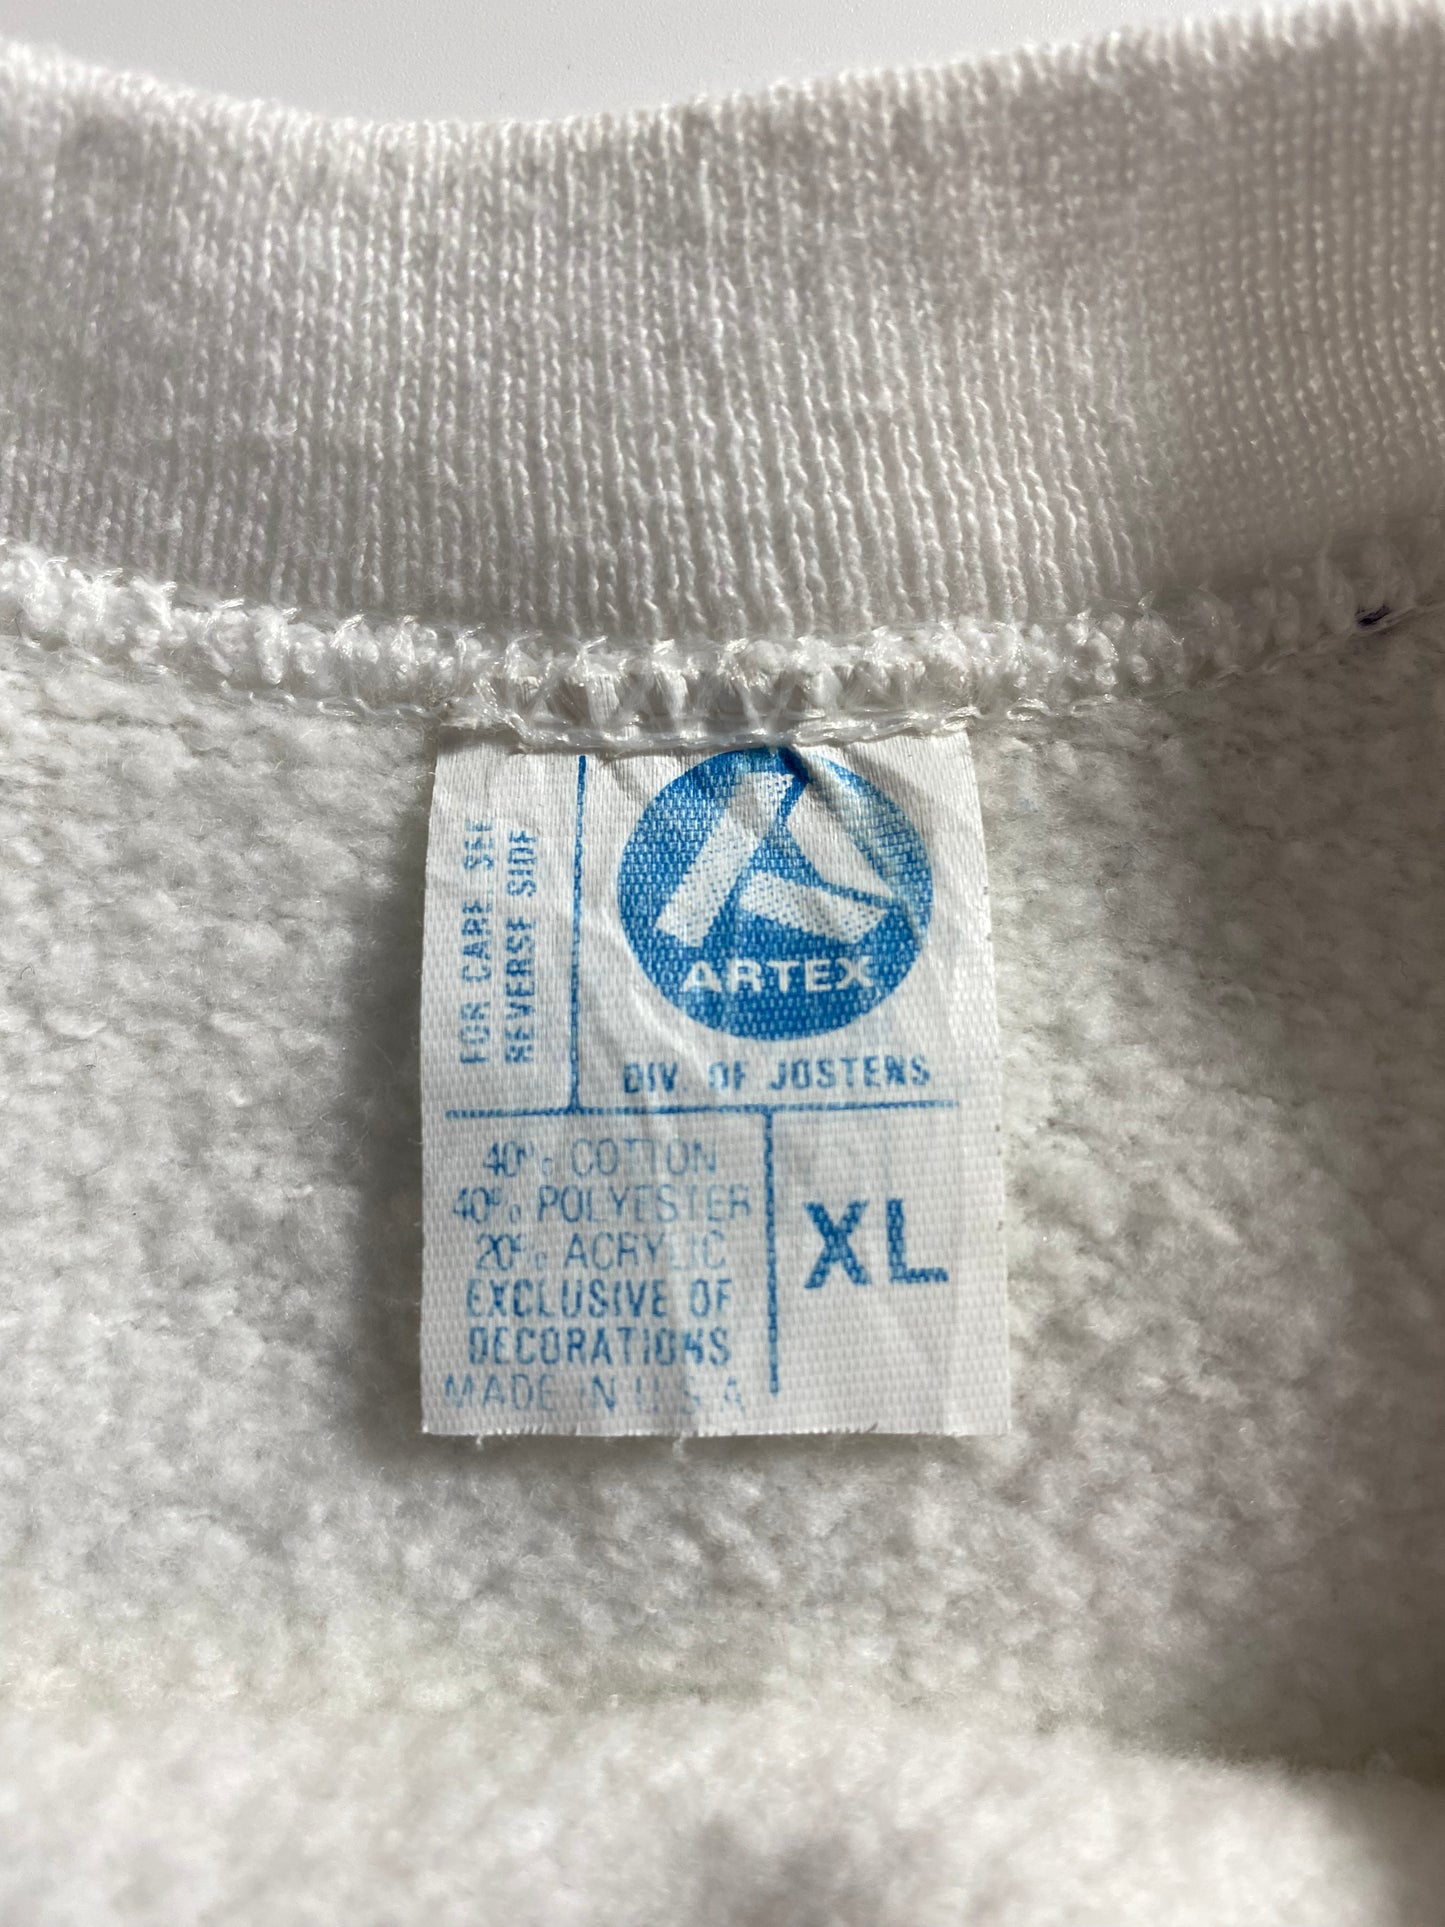 FOR CARE SEE
REVERSE SIDE
ARTEX
DIV. OF JOSTENS
40% COTTON
40% POLYESTER
20% ACRYLIC
EXCLUSIVE OF
DECORATIONS
MADE IN U.S.A
XL